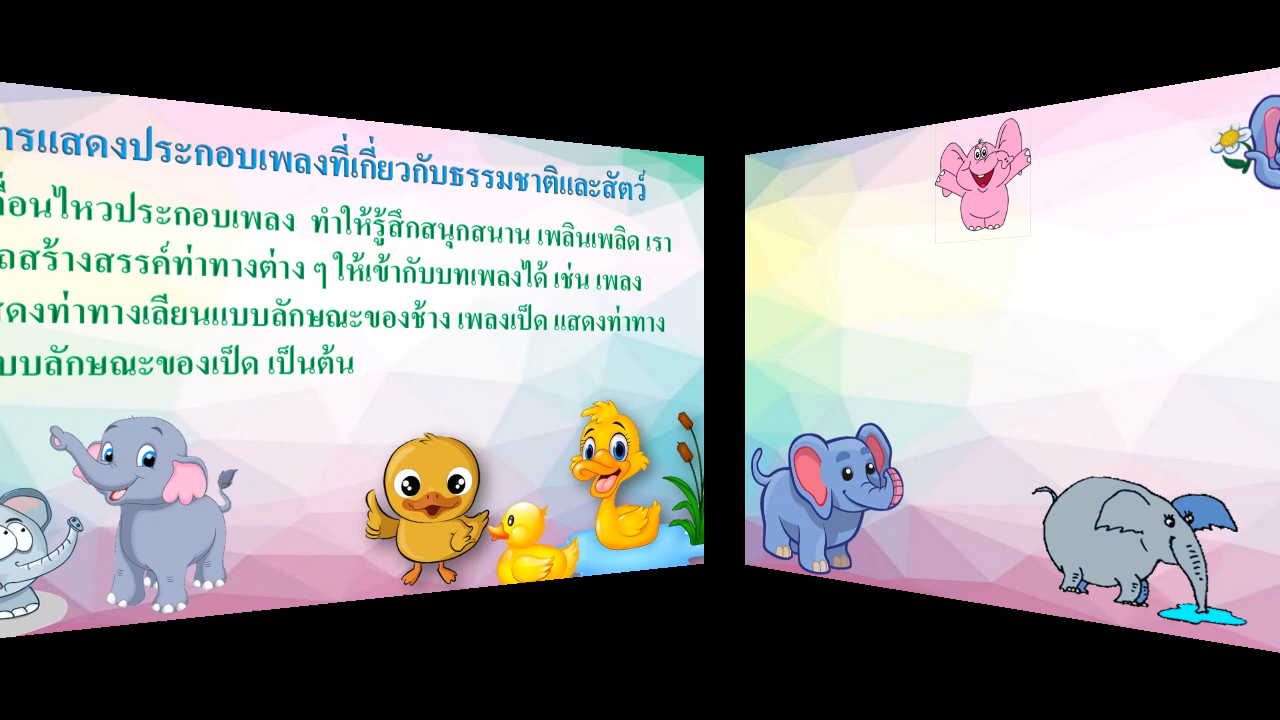 ารแสดงประกอบเพลงที่เกี่ยวกับธรรมชาติและสัตว์
ื่อนไหวประกอบเพลง ทำให้รู้สึกสนุกสนาน เพลินเพลิด เรา
ถสร้างสรรค์ท่าทางต่าง ๆ ให้เข้ากับบทเพลงได้ เช่น เพลง
สดงท่าทางเลียนแบบลักษณะของช้าง เพลงเป็ด แสดงท่าทาง
บบลักษณะของเป็ด เป็นต้น